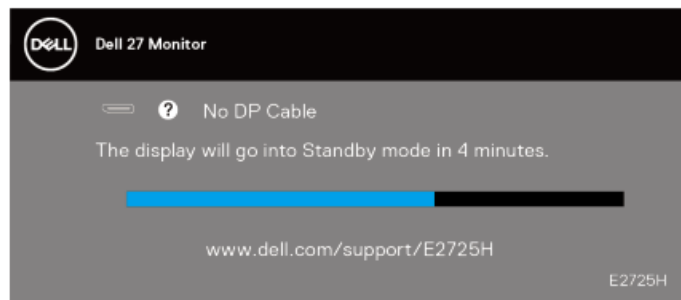 DELL
Dell 27 Monitor
? No DP Cable
The display will go into Standby mode in 4 minutes.
www.dell.com/support/E2725H
E2725H